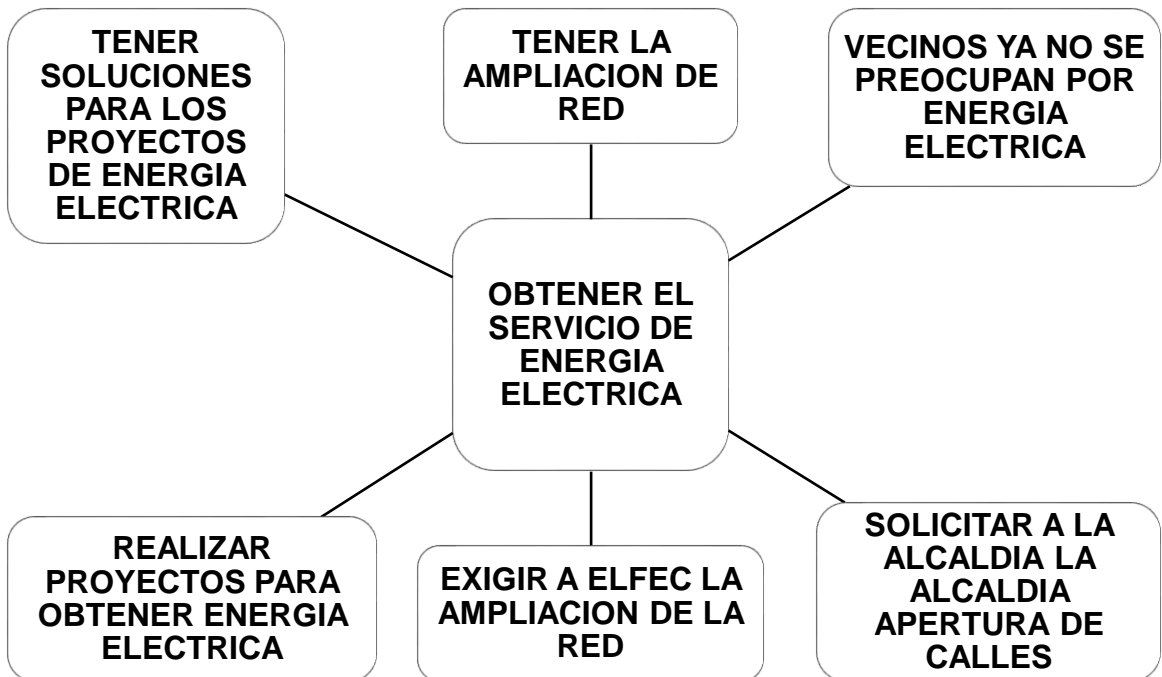 TENER
SOLUCIONES
PARA LOS
PROYECTOS
DE ENERGIA
ELECTRICA
TENER LA
AMPLIACION DE
RED
VECINOS YA NO SE
PREOCUPAN POR
ENERGIA
ELECTRICA
OBTENER EL
SERVICIO DE
ENERGIA
ELECTRICA
REALIZAR
PROYECTOS PARA
OBTENER ENERGIA
ELECTRICA
EXIGIR A ELFEC LA
AMPLIACION DE LA
RED
SOLICITAR A LA
ALCALDIA LA
ALCALDIA
APERTURA DE
CALLES